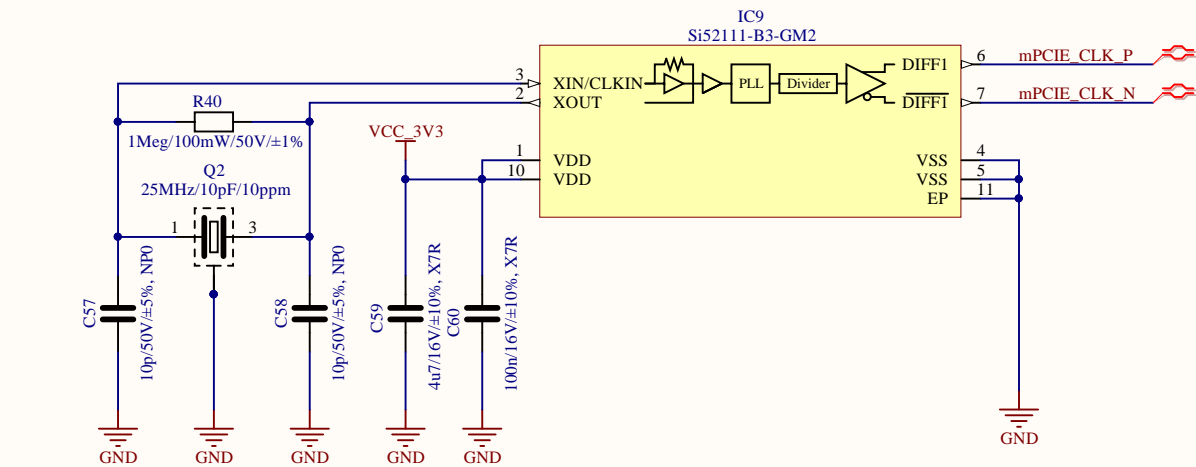 IC9
Si52111-B3-GM2
3
XIN/CLKIN
2
XOUT
PLL
Divider
DIFF1
6
mPCIE_CLK_P
DIFF1
7
mPCIE_CLK_N
R40
1Meg/100mW/50V/±1%
VCC_3V3
1
VDD
10
VDD
VSS
4
VSS
5
EP
11
Q2
25MHz/10pF/10ppm
1
3
C57
10p/50V/±5%, NP0
C58
10p/50V/±5%, NP0
C59
4u7/16V/±10%, X7R
C60
100n/16V/±10%, X7R
GND
GND
GND
GND
GND
GND